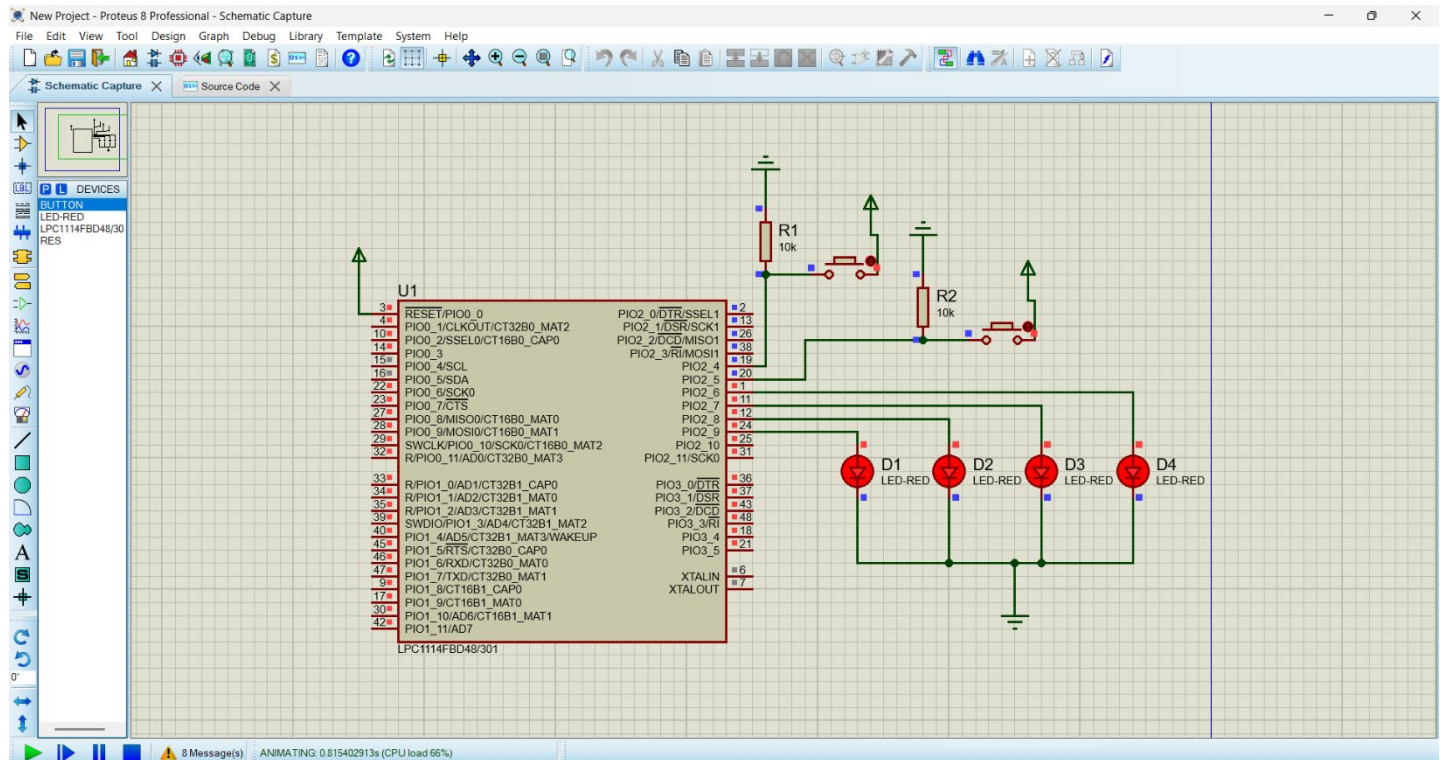 New Project - Proteus 8 Professional - Schematic Capture
File Edit View Tool Design Graph Debug Library Template System Help
Schematic Capture
Source Code
P L DEVICES
BUTTON
LED-RED
LPC1114FBD48/30
RES
LBL
A
S
0°
R1
10k
R2
10k
U1
3 RESET/PIO0_0
4 PIO0_1/CLKOUT/CT32B0_MAT2
10 PIO0_2/SSEL0/CT16B0_CAP0
14 PIO0_3
15 PIO0_4/SCL
16 PIO0_5/SDA
22 PIO0_6/SCK0
23 PIO0_7/CTS
27 PIO0_8/MISO0/CT16B0_MAT0
28 PIO0_9/MOSI0/CT16B0_MAT1
29 SWCLK/PIO0_10/SCK0/CT16B0_MAT2
32 R/PIO0_11/AD0/CT32B0_MAT3
33 R/PIO1_0/AD1/CT32B1_CAP0
34 R/PIO1_1/AD2/CT32B1_MAT0
35 R/PIO1_2/AD3/CT32B1_MAT1
39 SWDIO/PIO1_3/AD4/CT32B1_MAT2
40 PIO1_4/AD5/CT32B1_MAT3/WAKEUP
45 PIO1_5/RTS/CT32B0_CAP0
46 PIO1_6/RXD/CT32B0_MAT0
47 PIO1_7/TXD/CT32B0_MAT1
9 PIO1_8/CT16B1_CAP0
17 PIO1_9/CT16B1_MAT0
30 PIO1_10/AD6/CT16B1_MAT1
42 PIO1_11/AD7
PIO2_0/DTR/SSEL1 2
PIO2_1/DSR/SCK1 13
PIO2_2/DCD/MISO1 26
PIO2_3/RI/MOSI1 38
PIO2_4 19
PIO2_5 20
PIO2_6 1
PIO2_7 11
PIO2_8 12
PIO2_9 24
PIO2_10 25
PIO2_11/SCK0 31
PIO3_0/DTR 36
PIO3_1/DSR 37
PIO3_2/DCD 43
PIO3_3/RI 48
PIO3_4 18
PIO3_5 21
XTALIN 6
XTALOUT 7
LPC1114FBD48/301
D1
LED-RED
D2
LED-RED
D3
LED-RED
D4
LED-RED
8 Message(s) ANIMATING: 0.815402913s (CPU load 66%)